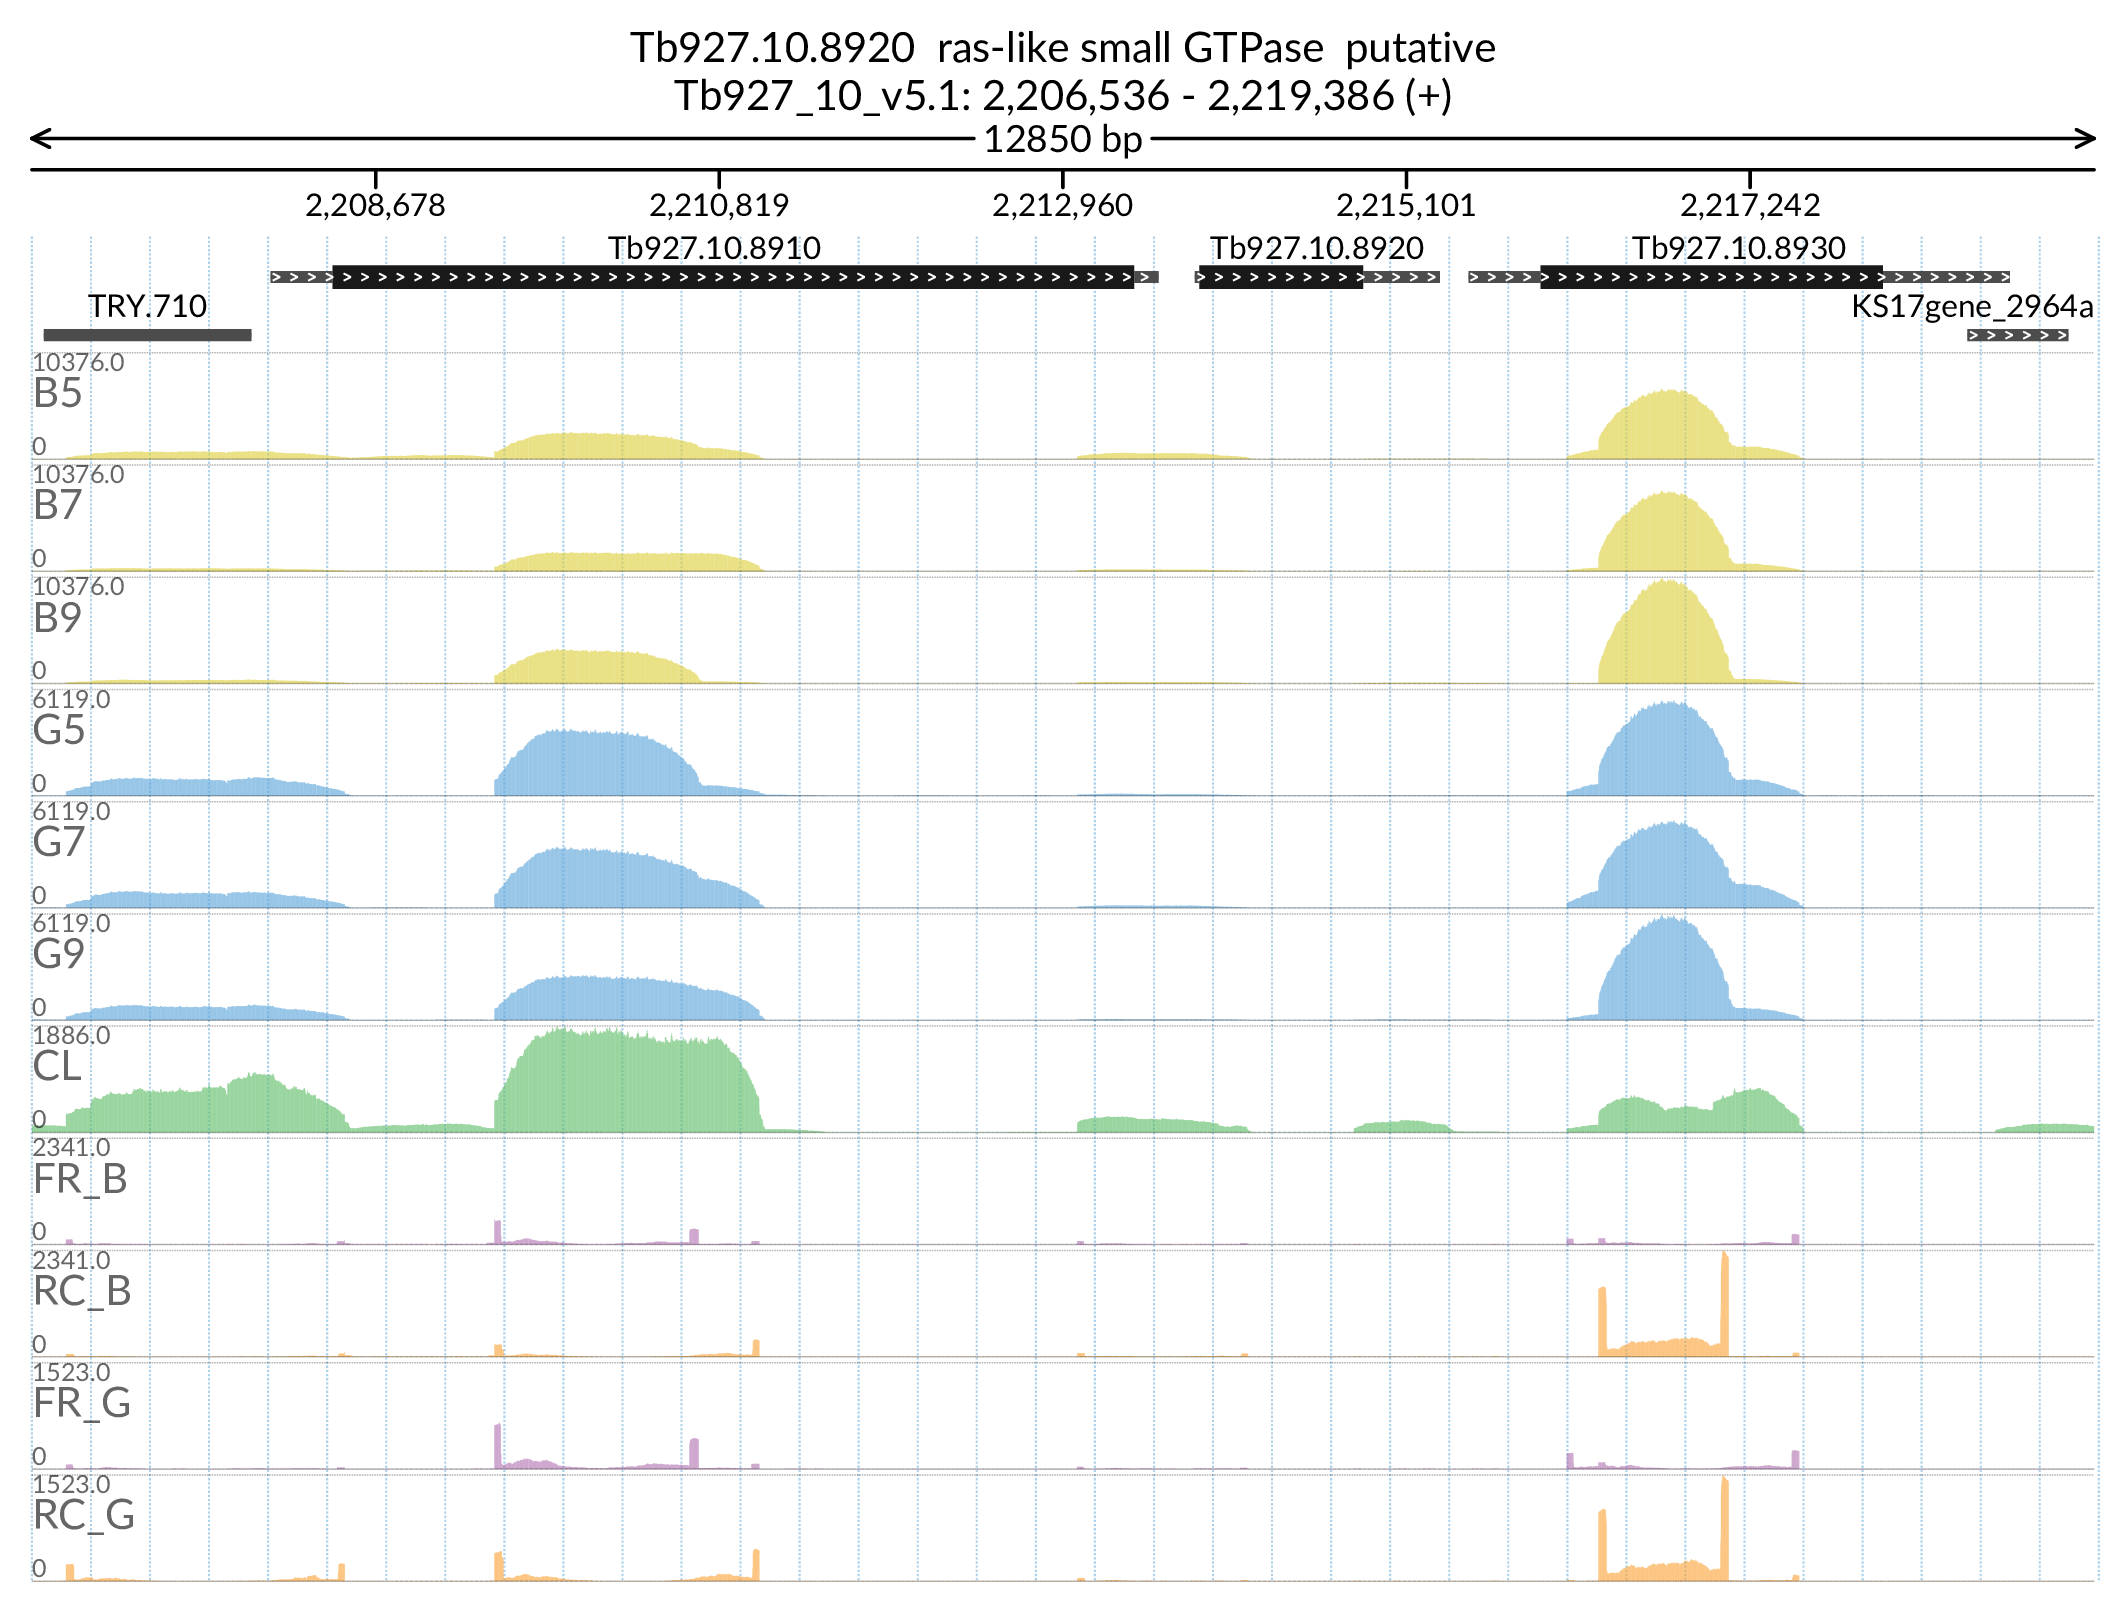 Tb927.10.8920 ras-like small GTPase putative
Tb927_10_v5.1: 2,206,536 - 2,219,386 (+)
12850 bp
2,208,678 2,210,819 2,212,960 2,215,101 2,217,242
Tb927.10.8910 Tb927.10.8920 Tb927.10.8930
TRY.710 KS17gene_2964a
10376.0
B5
0
10376.0
B7
0
10376.0
B9
0
6119.0
G5
0
6119.0
G7
0
6119.0
G9
0
1886.0
CL
0
2341.0
FR_B
0
2341.0
RC_B
0
1523.0
FR_G
0
1523.0
RC_G
0